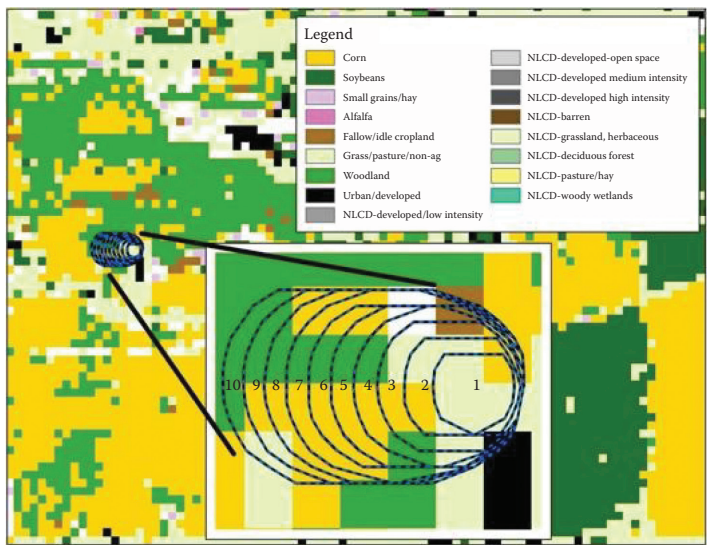 Legend
Corn
Soybeans
Small grains/hay
Alfalfa
Fallow/idle cropland
Grass/pasture/non-ag
Woodland
Urban/developed
NLCD-developed/low intensity
NLCD-developed-open space
NLCD-developed medium intensity
NLCD-developed high intensity
NLCD-barren
NLCD-grassland, herbaceous
NLCD-deciduous forest
NLCD-pasture/hay
NLCD-woody wetlands
10 9 8 7 6 5 4 3 2 1